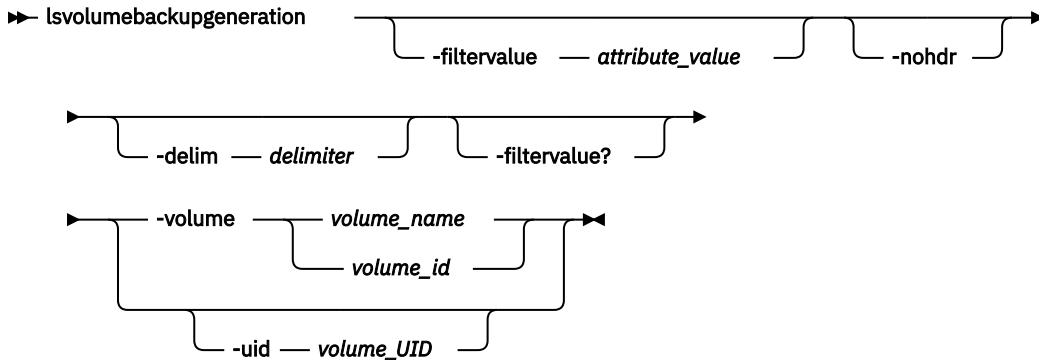 lsvolumebackupgeneration
-filtervalue attribute_value -nohdr
-delim delimiter -filtervalue?
-volume volume_name
volume_id
-uid volume_UID